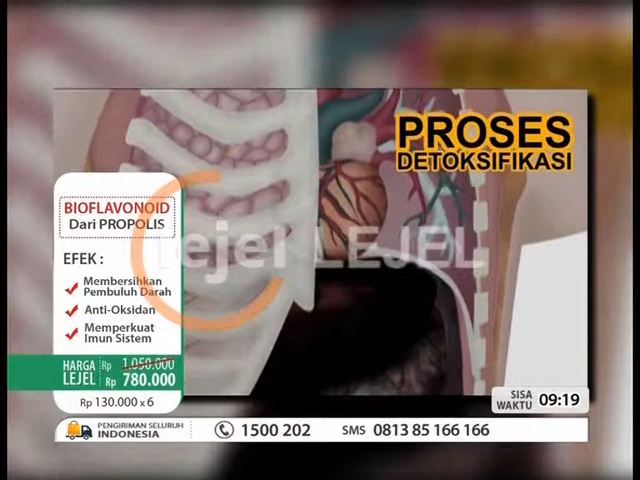 PROSES
DETOKSIFIKASI
BIOFLAVONOID
Dari PROPOLIS
EFEK :
Membersihkan
Pembuluh Darah
Anti-Oksidan
Memperkuat
Imun Sistem
lejel LEJEL
HARGA LEJEL
Rp 1.050.000
Rp 780.000
Rp 130.000 x 6
SISA WAKTU 09:19
PENGIRIMAN SELURUH
INDONESIA
1500 202
SMS 0813 85 166 166